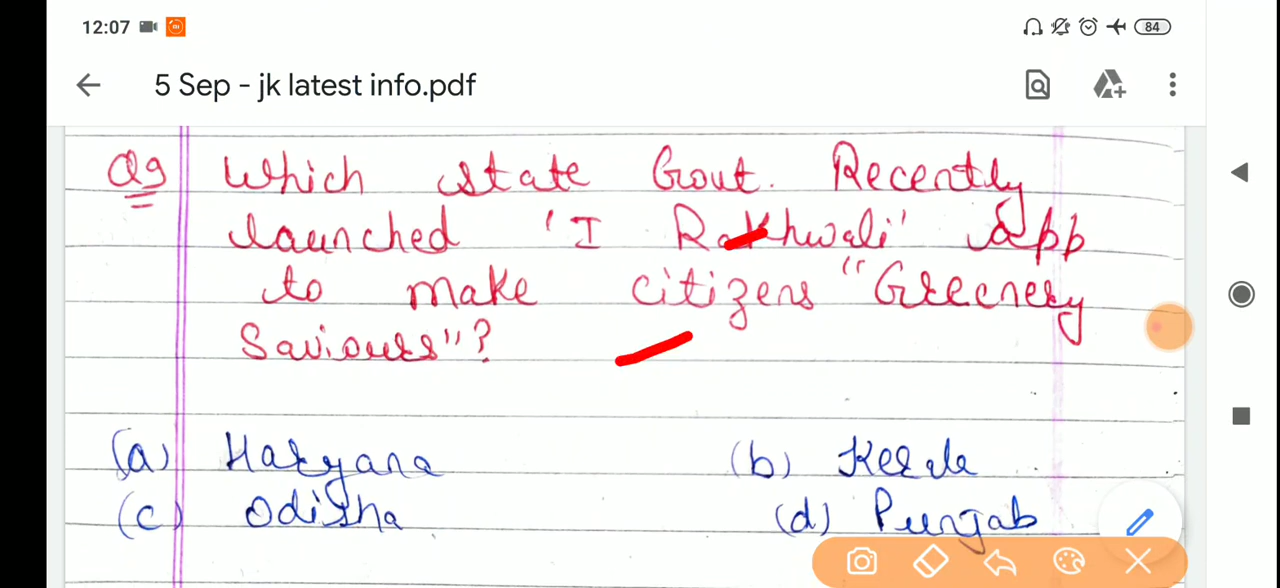 12:07
84
5 Sep - jk latest info.pdf
Q9 Which state Govt. Recently
launched 'I Rakhwali' App
to make citizens "Greenery
Saviours"?
(a) Haryana (b) Kerala
(c) Odisha (d) Punjab